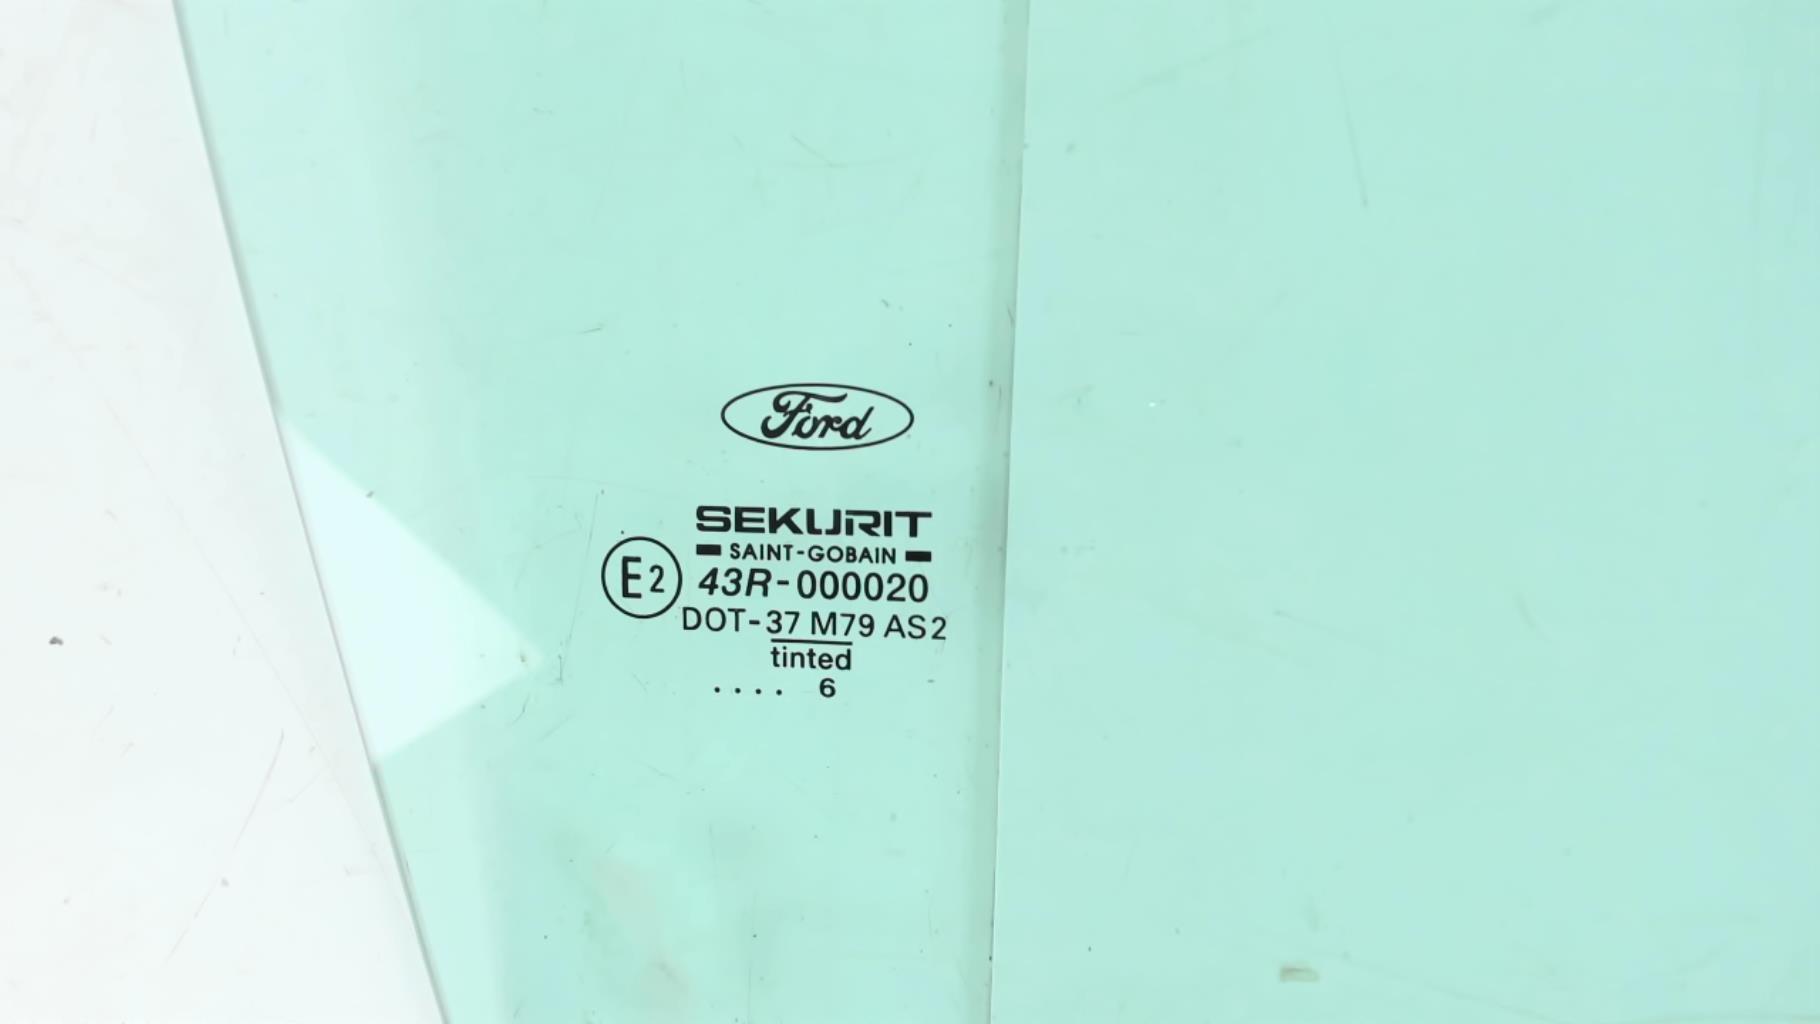 Ford
SEKURIT
SAINT-GOBAIN
E2
43R-000020
DOT-37 M79 AS2
tinted
.... 6